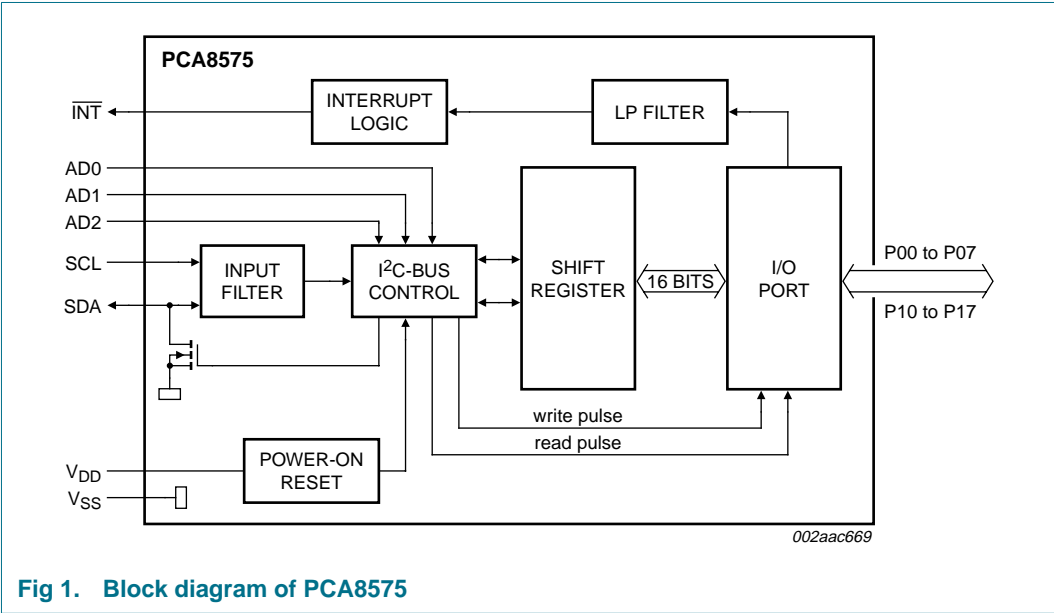 PCA8575
INTERRUPT
LOGIC
LP FILTER
INT
AD0
AD1
AD2
SCL
SDA
INPUT
FILTER
I2C-BUS
CONTROL
SHIFT
REGISTER
16 BITS
I/O
PORT
P00 to P07
P10 to P17
write pulse
read pulse
VDD
VSS
POWER-ON
RESET
002aac669
Fig 1. Block diagram of PCA8575